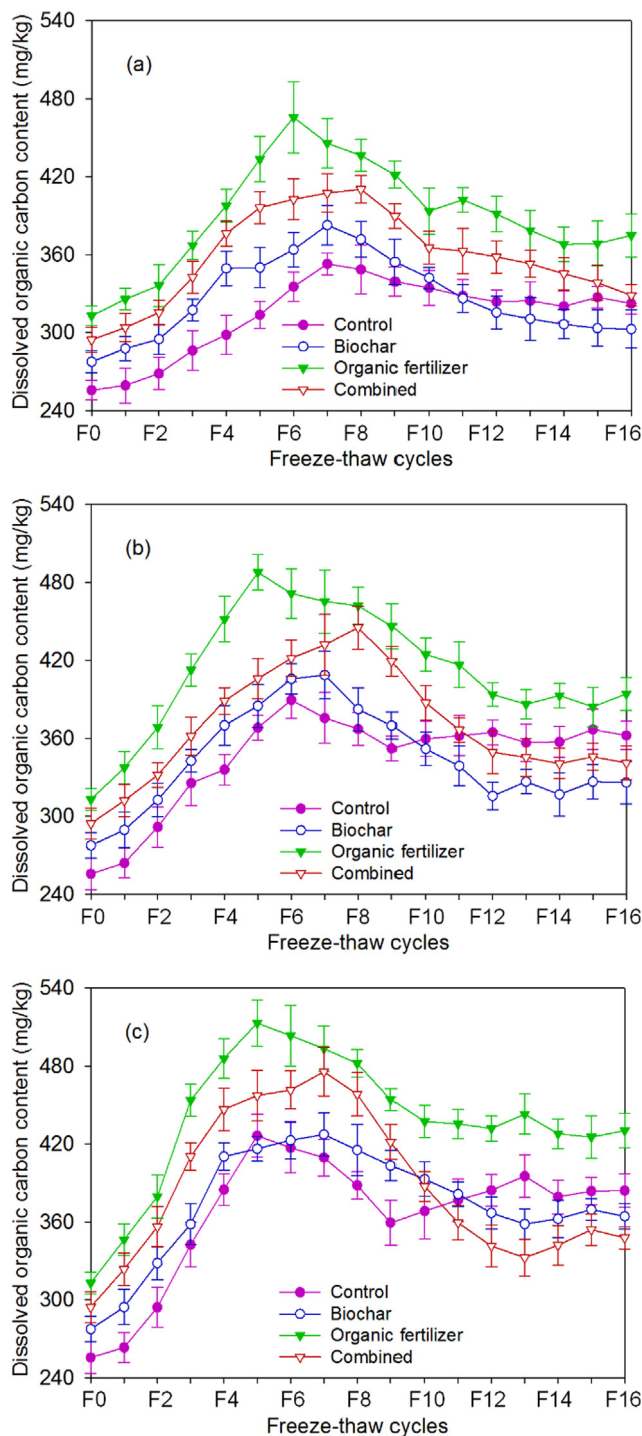 540
480
420
360
300
240
Dissolved organic carbon content (mg/kg)
(a)
Control
Biochar
Organic fertilizer
Combined
F0 F2 F4 F6 F8 F10 F12 F14 F16
Freeze-thaw cycles
540
480
420
360
300
240
Dissolved organic carbon content (mg/kg)
(b)
Control
Biochar
Organic fertilizer
Combined
F0 F2 F4 F6 F8 F10 F12 F14 F16
Freeze-thaw cycles
540
480
420
360
300
240
Dissolved organic carbon content (mg/kg)
(c)
Control
Biochar
Organic fertilizer
Combined
F0 F2 F4 F6 F8 F10 F12 F14 F16
Freeze-thaw cycles